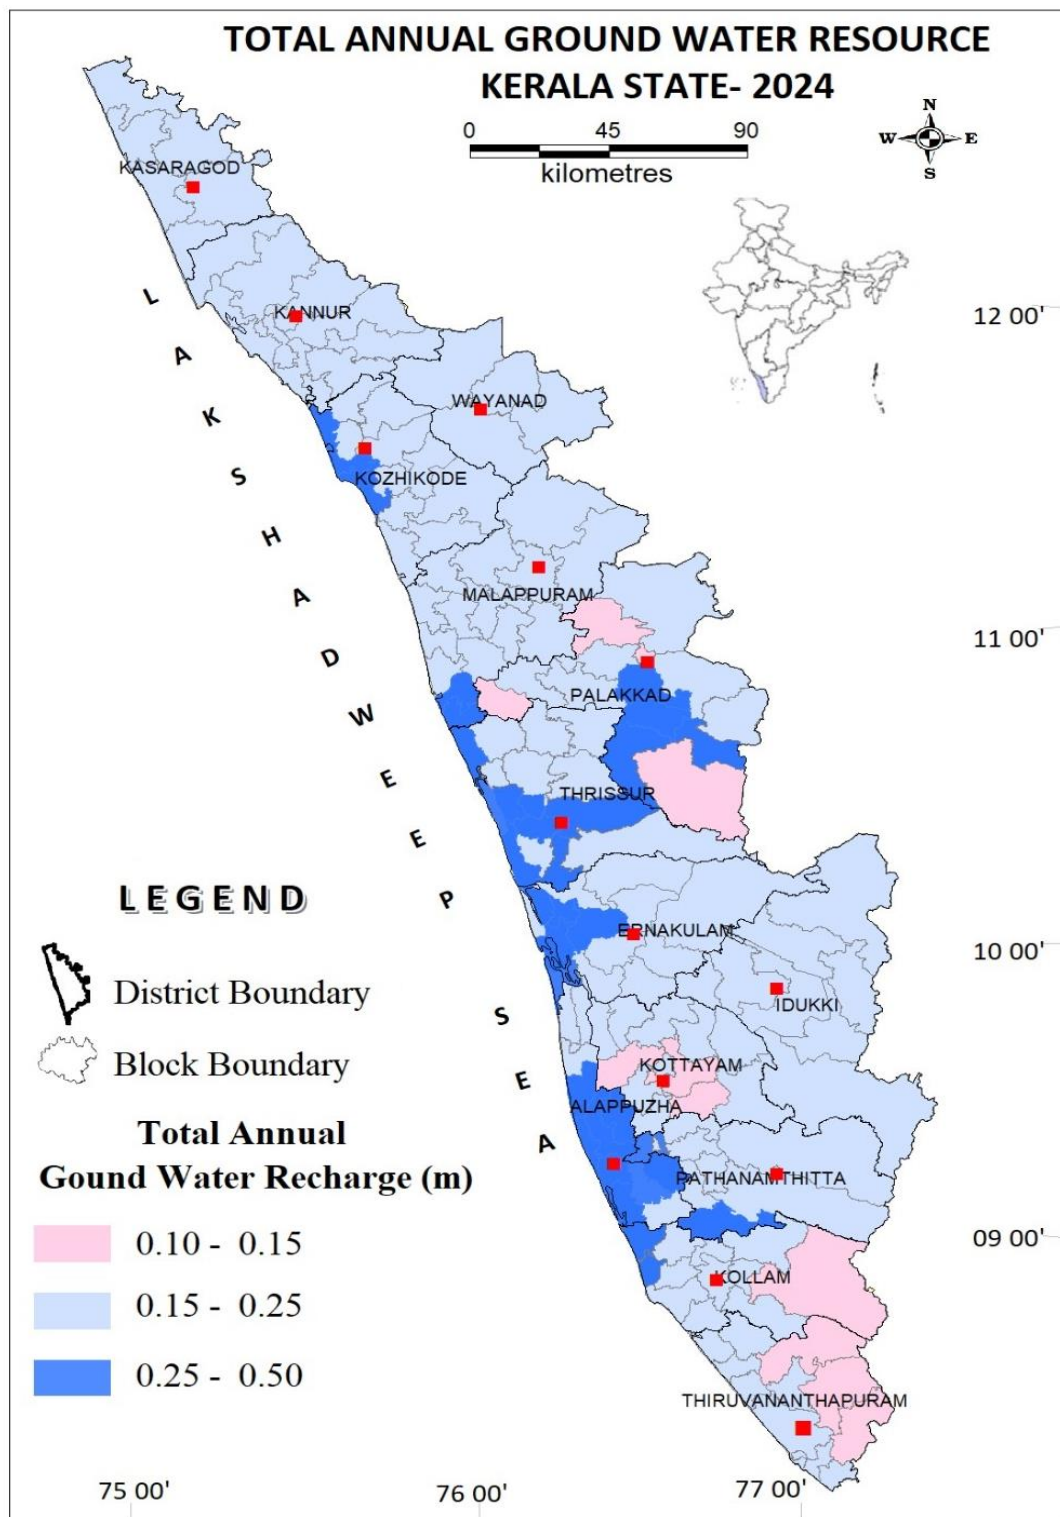 TOTAL ANNUAL GROUND WATER RESOURCE
KERALA STATE- 2024
0 45 90
kilometres
N
W E
S
KASARAGOD
KANNUR
WAYANAD
KOZHIKODE
MALAPPURAM
PALAKKAD
THRISSUR
ERNAKULAM
IDUKKI
KOTTAYAM
ALAPPUZHA
PATHANAMTHITTA
KOLLAM
THIRUVANANTHAPURAM
LAKSHADWEEP SEA
12 00'
11 00'
10 00'
09 00'
LEGEND
District Boundary
Block Boundary
Total Annual
Gound Water Recharge (m)
0.10 - 0.15
0.15 - 0.25
0.25 - 0.50
75 00' 76 00' 77 00'